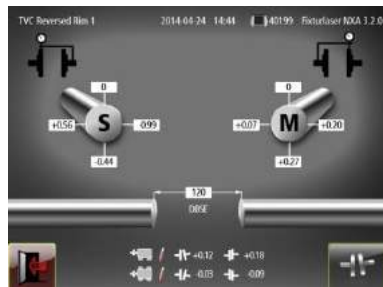 TVC Reversed Rim 1 2014-04-24 14:44 40199 Fixturlaser NXA 3.2.0
0 0
+0.56 S -0.99 +0.07 M +0.20
-0.44 +0.27
120
DBSE
+0.12 +0.18
-0.03 -0.09